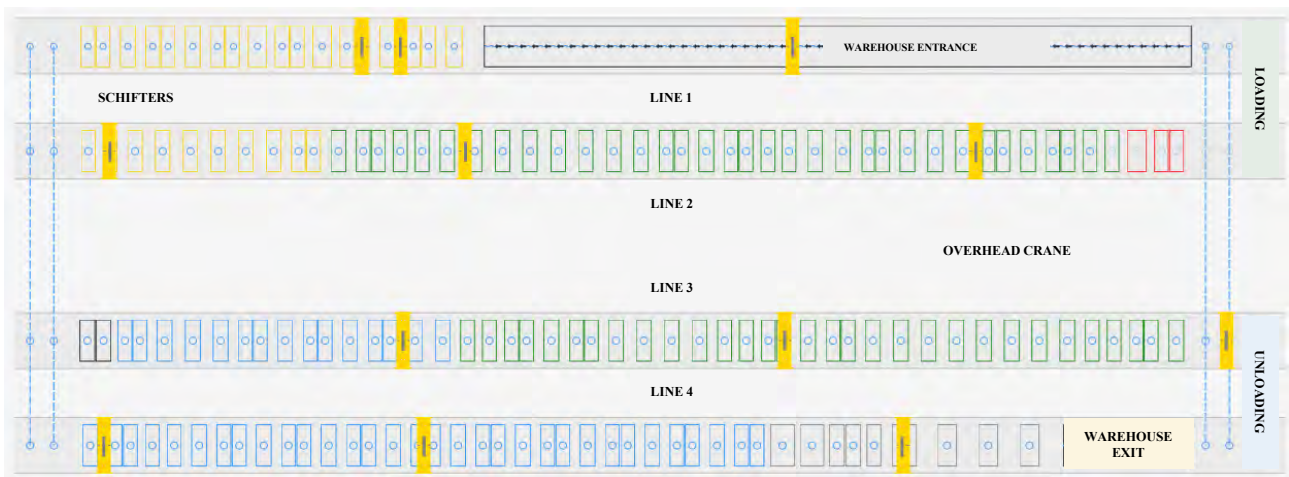 WAREHOUSE ENTRANCE
LOADING
SCHIFTERS
LINE 1
LINE 2
OVERHEAD CRANE
LINE 3
UNLOADING
LINE 4
WAREHOUSE
EXIT